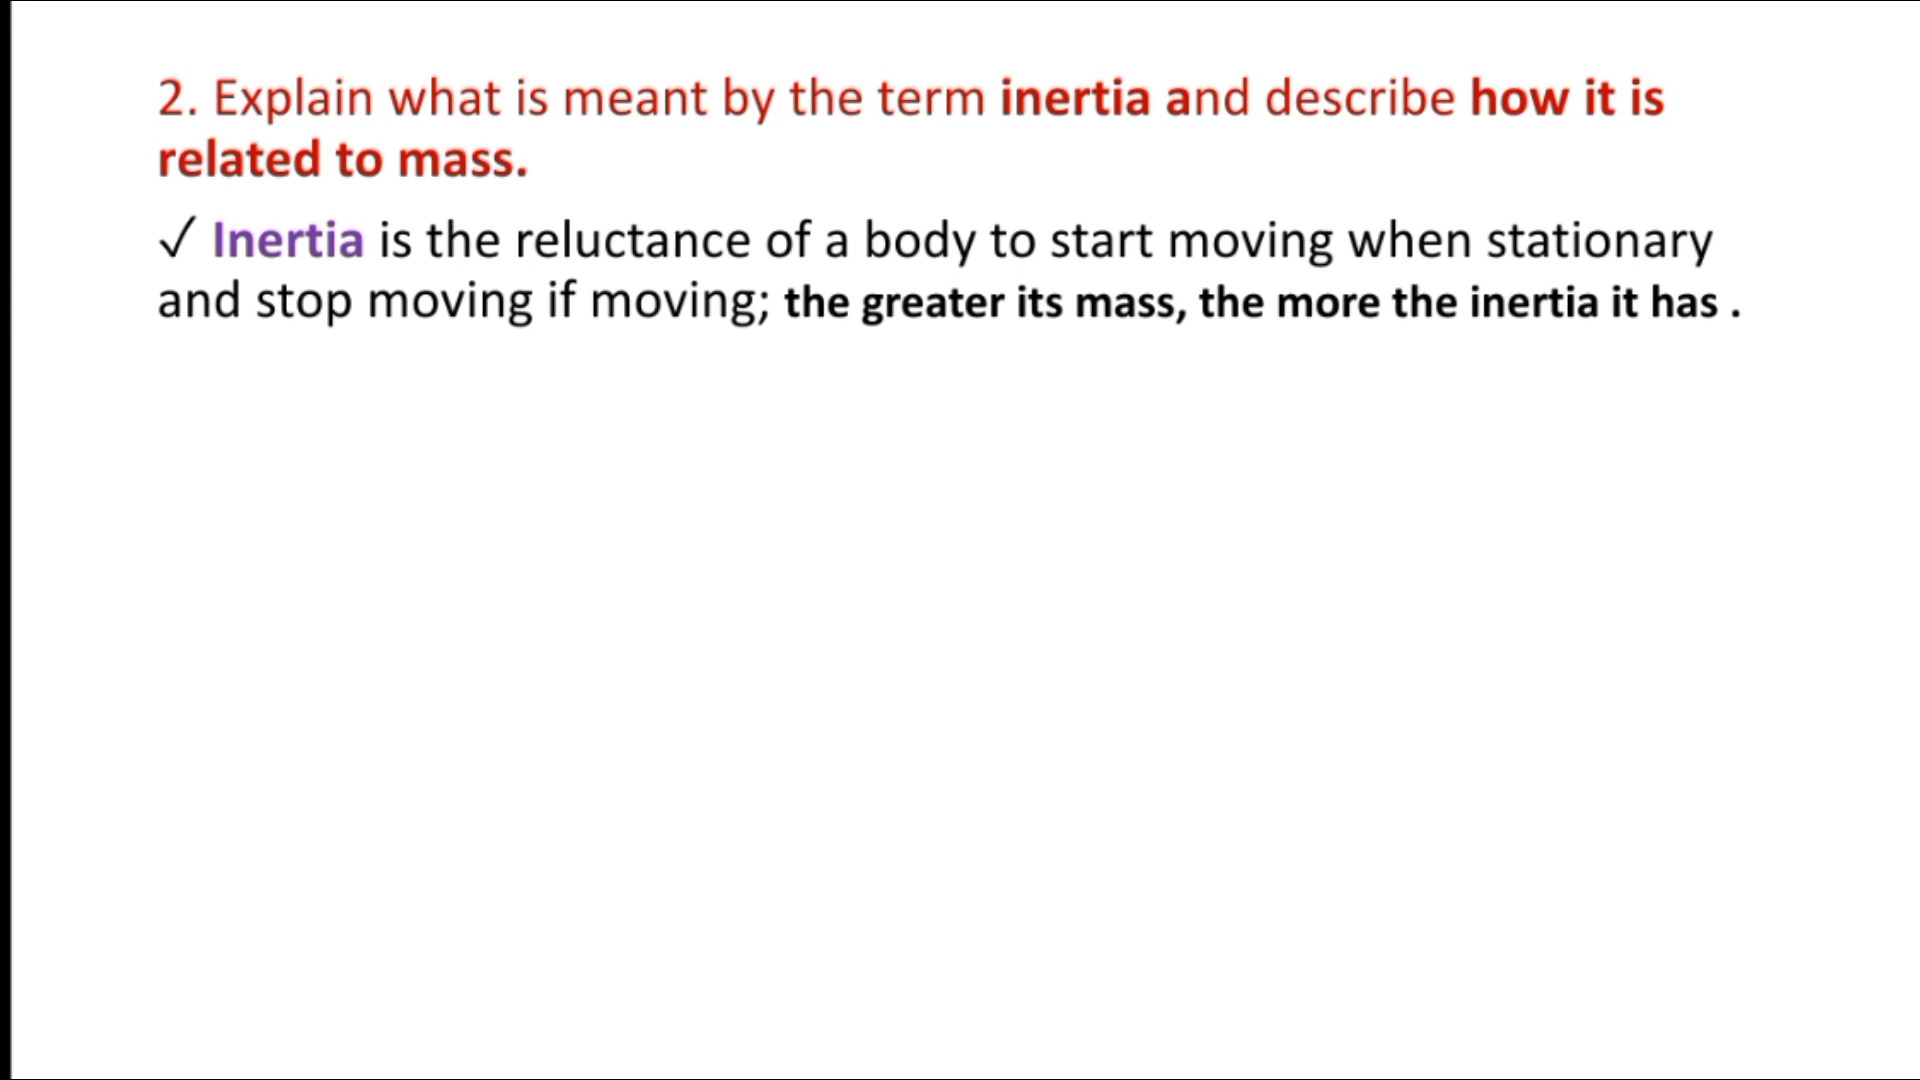 2. Explain what is meant by the term inertia and describe how it is
related to mass.
✓ Inertia is the reluctance of a body to start moving when stationary
and stop moving if moving; the greater its mass, the more the inertia it has .